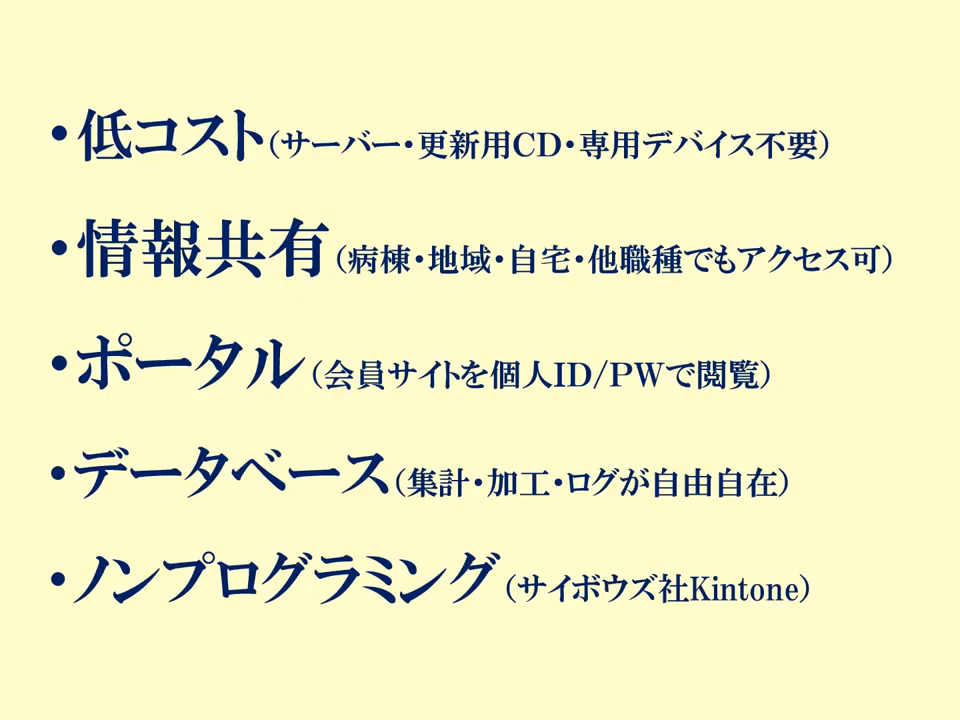 ・低コスト（サーバー・更新用CD・専用デバイス不要）
・情報共有（病棟・地域・自宅・他職種でもアクセス可）
・ポータル（会員サイトを個人ID/PWで閲覧）
・データベース（集計・加工・ログが自由自在）
・ノンプログラミング（サイボウズ社Kintone）